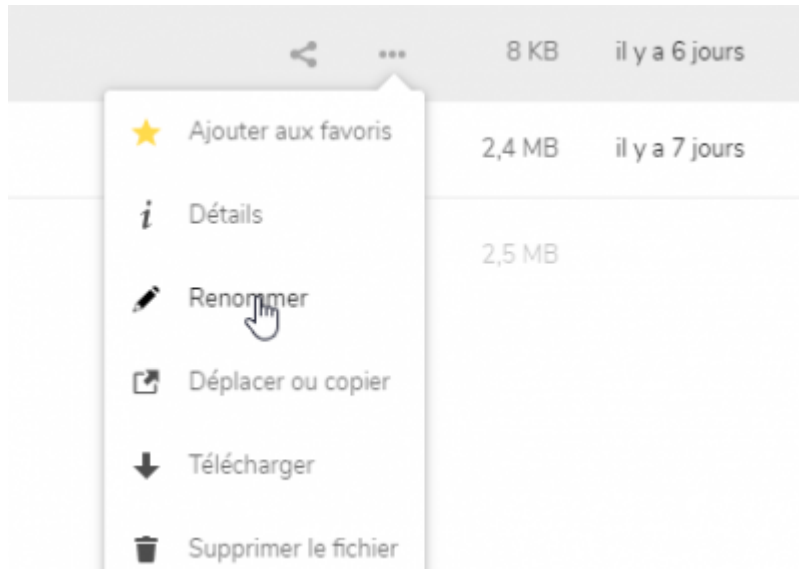 8 KB il y a 6 jours
Ajouter aux favoris
2,4 MB il y a 7 jours
Détails
2,5 MB
Renommer
Déplacer ou copier
Télécharger
Supprimer le fichier